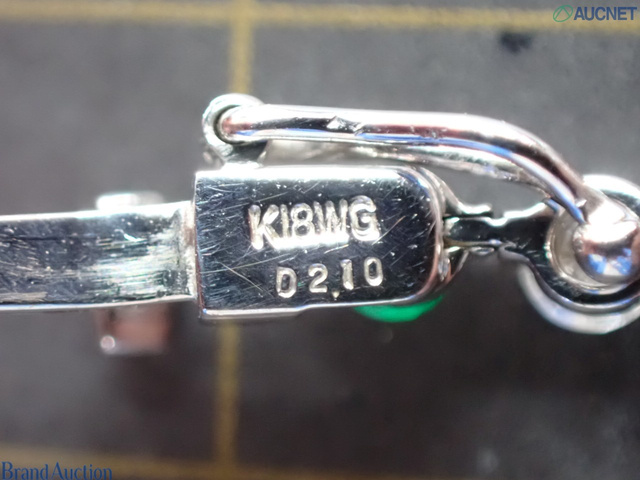 AUCNET
K18WG
D2.10
Brand Auction